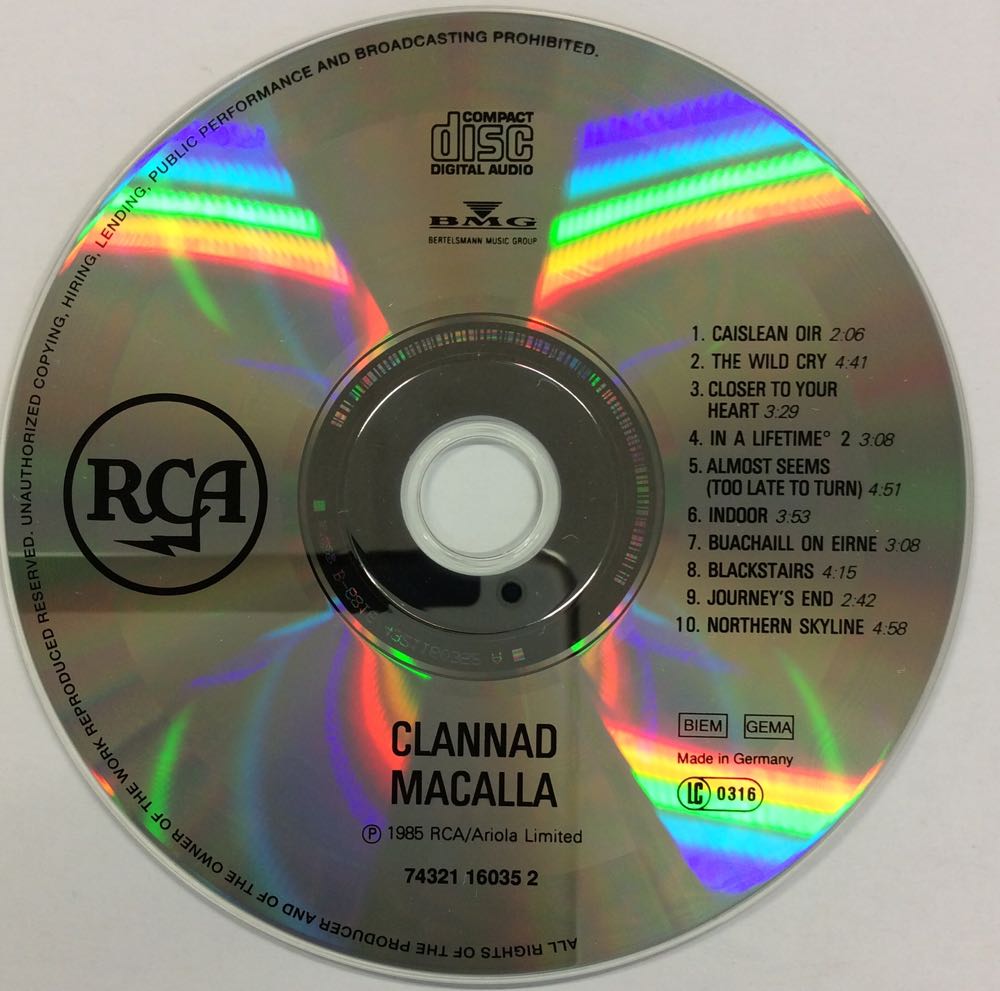 ALL RIGHTS OF THE PRODUCER AND OF THE OWNER OF THE WORK REPRODUCED RESERVED. UNAUTHORIZED COPYING, HIRING, LENDING, PUBLIC PERFORMANCE AND BROADCASTING PROHIBITED.
COMPACT
disc
DIGITAL AUDIO
BMG
BERTELSMANN MUSIC GROUP
RCA
1. CAISLEAN OIR 2:06
2. THE WILD CRY 4:41
3. CLOSER TO YOUR
HEART 3:29
4. IN A LIFETIME° 2 3:08
5. ALMOST SEEMS
(TOO LATE TO TURN) 4:51
6. INDOOR 3:53
7. BUACHAILL ON EIRNE 3:08
8. BLACKSTAIRS 4:15
9. JOURNEY'S END 2:42
10. NORTHERN SKYLINE 4:58
BIEM GEMA
Made in Germany
LC 0316
CLANNAD
MACALLA
℗ 1985 RCA/Ariola Limited
74321 16035 2